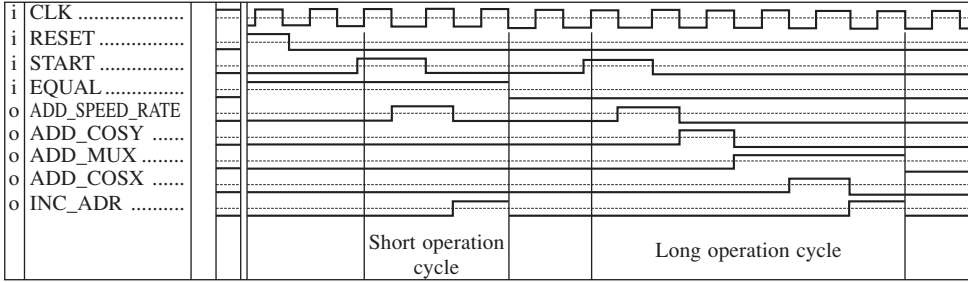 i CLK ...................
i RESET .................
i START .................
i EQUAL ................
o ADD_SPEED_RATE
o ADD_COSY ......
o ADD_MUX ........
o ADD_COSX ......
o INC_ADR ..........
Short operation
cycle
Long operation cycle